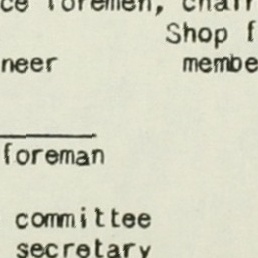 ce foremen, chair
Shop f
neer membe
foreman
committee
secretary